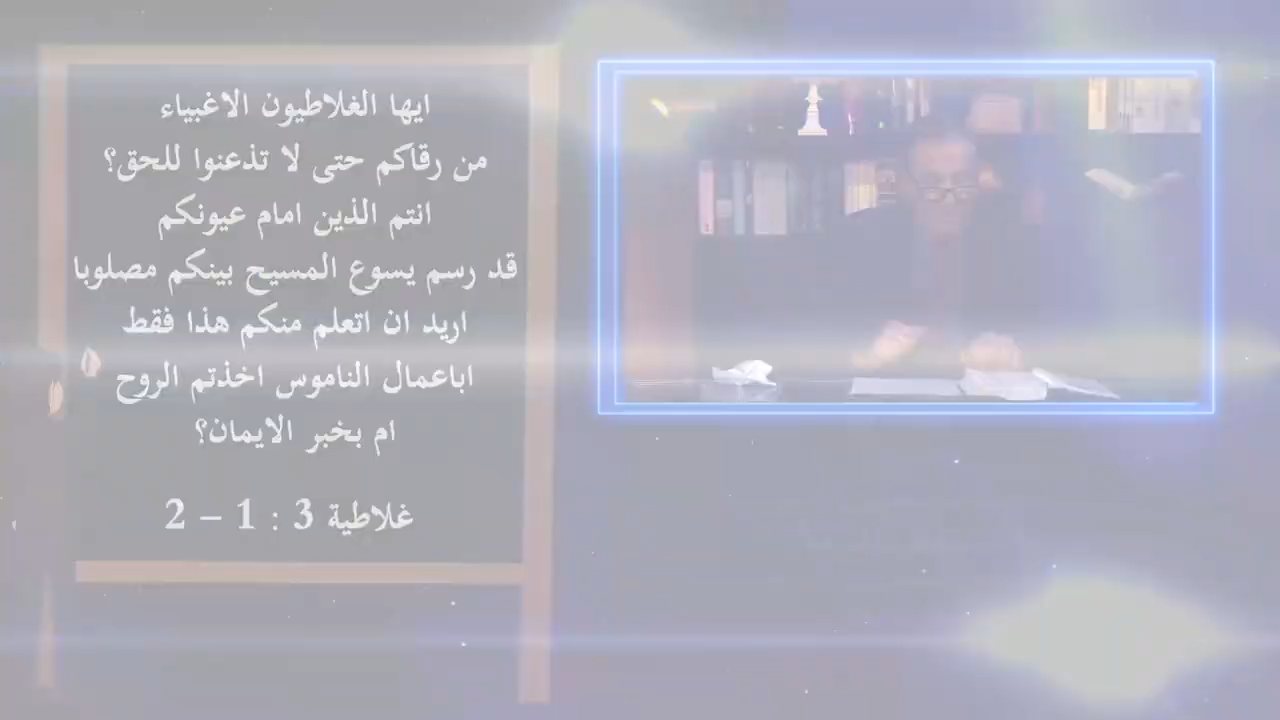 ايها الغلاطيون الاغبياء
من رقاكم حتى لا تذعنوا للحق؟
انتم الذين امام عيونكم
قد رسم يسوع المسيح بينكم مصلوبا
اريد ان اتعلم منكم هذا فقط
اباعمال الناموس اخذتم الروح
ام بخبر الايمان؟
غلاطية 3 : 1 – 2